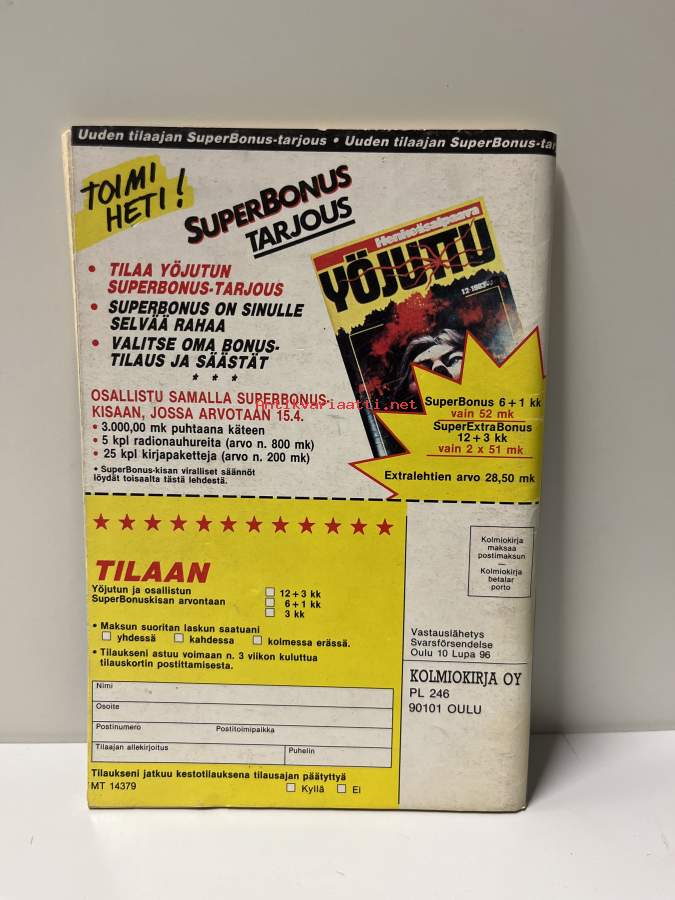 Uuden tilaajan SuperBonus-tarjous • Uuden tilaajan SuperBonus-tar
TOIMI
HETI!
SUPERBONUS
TARJOUS
Henkeäsalpaava
YÖJUTTU
• TILAA YÖJUTUN
SUPERBONUS-TARJOUS
• SUPERBONUS ON SINULLE
SELVÄÄ RAHAA
• VALITSE OMA BONUS-
TILAUS JA SÄÄSTÄT
* * *
OSALLISTU SAMALLA SUPERBONUS-
KISAAN, JOSSA ARVOTAAN 15.4.
• 3.000,00 mk puhtaana käteen
• 5 kpl radionauhureita (arvo n. 800 mk)
• 25 kpl kirjapaketteja (arvo n. 200 mk)
• SuperBonus-kisan viralliset säännöt
löydät toisaalta tästä lehdestä.
Antikvariaatti.net
SuperBonus 6+1 kk
vain 52 mk
SuperExtraBonus
12+3 kk
vain 2 x 51 mk
Extralehtien arvo 28,50 mk
TILAAN
Yöjutun ja osallistun
SuperBonuskisan arvontaan
12+3 kk
6+1 kk
3 kk
• Maksun suoritan laskun saatuani
yhdessä kahdessa kolmessa erässä.
• Tilaukseni astuu voimaan n. 3 viikon kuluttua
tilauskortin postittamisesta.
Nimi
Osoite
Postinumero Postitoimipaikka
Tilaajan allekirjoitus Puhelin
Tilaukseni jatkuu kestotilauksena tilausajan päätyttyä
MT 14379 Kyllä Ei
Kolmiokirja
maksaa
postimaksun
—
Kolmiokirja
betalar
porto
Vastauslähetys
Svarsförsendelse
Oulu 10 Lupa 96
KOLMIOKIRJA OY
PL 246
90101 OULU